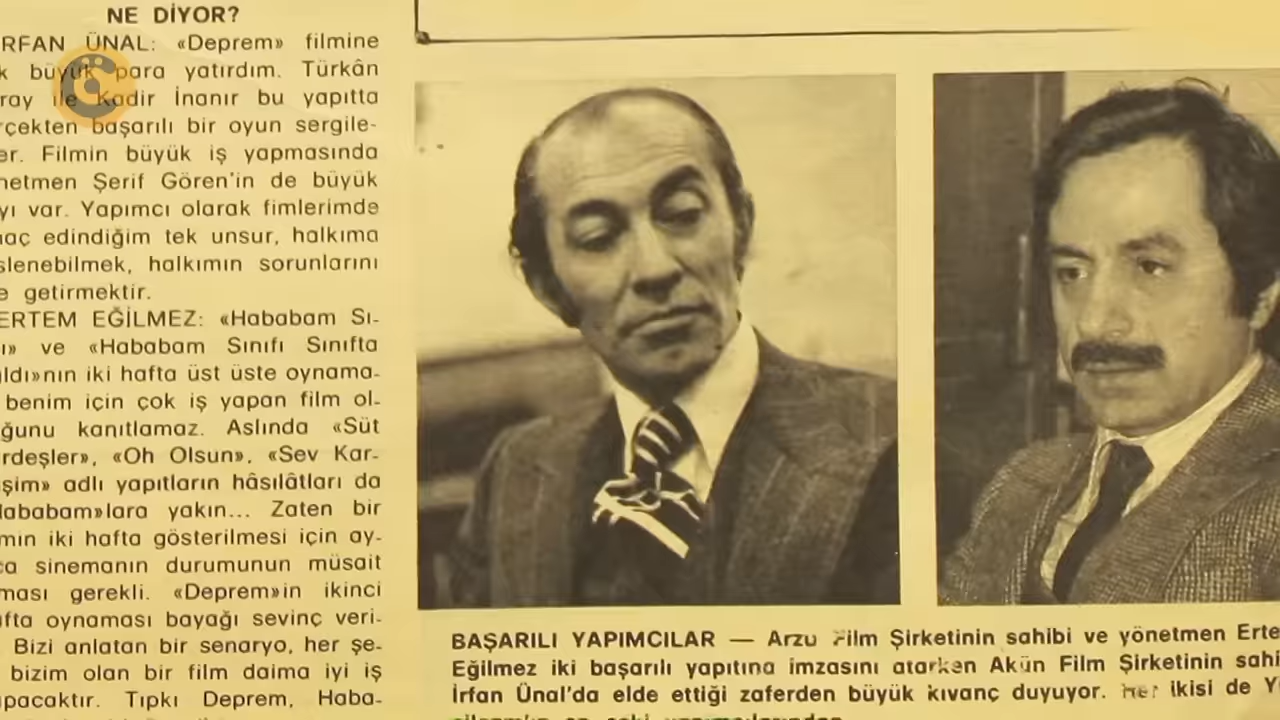 NE DİYOR?
RFAN ÜNAL: «Deprem» filmine
k büyük para yatırdım. Türkân
ray ile Kadir İnanır bu yapıtta
rçekten başarılı bir oyun sergile-
er. Filmin büyük iş yapmasında
netmen Şerif Gören'in de büyük
yı var. Yapımcı olarak fimlerimde
aç edindiğim tek unsur, halkıma
slenebilmek, halkımın sorunlarını
e getirmektir.
ERTEM EĞİLMEZ: «Hababam Sı-
ı» ve «Hababam Sınıfı Sınıfta
ldı»nın iki hafta üst üste oynama-
benim için çok iş yapan film ol-
ğunu kanıtlamaz. Aslında «Süt
rdeşler», «Oh Olsun», «Sev Kar-
şim» adlı yapıtların hâsılâtları da
Hababam»lara yakın... Zaten bir
min iki hafta gösterilmesi için ay-
ca sinemanın durumunun müsait
ması gerekli. «Deprem»in ikinci
afta oynaması bayağı sevinç veri-
Bizi anlatan bir senaryo, her şe-
bizim olan bir film daima iyi iş
apacaktır. Tıpkı Deprem, Haba-
BAŞARILI YAPIMCILAR — Arzu Film Şirketinin sahibi ve yönetmen Erte
Eğilmez iki başarılı yapıtına imzasını atarken Akün Film Şirketinin sahi
İrfan Ünal'da elde ettiği zaferden büyük kıvanç duyuyor. Her ikisi de Y